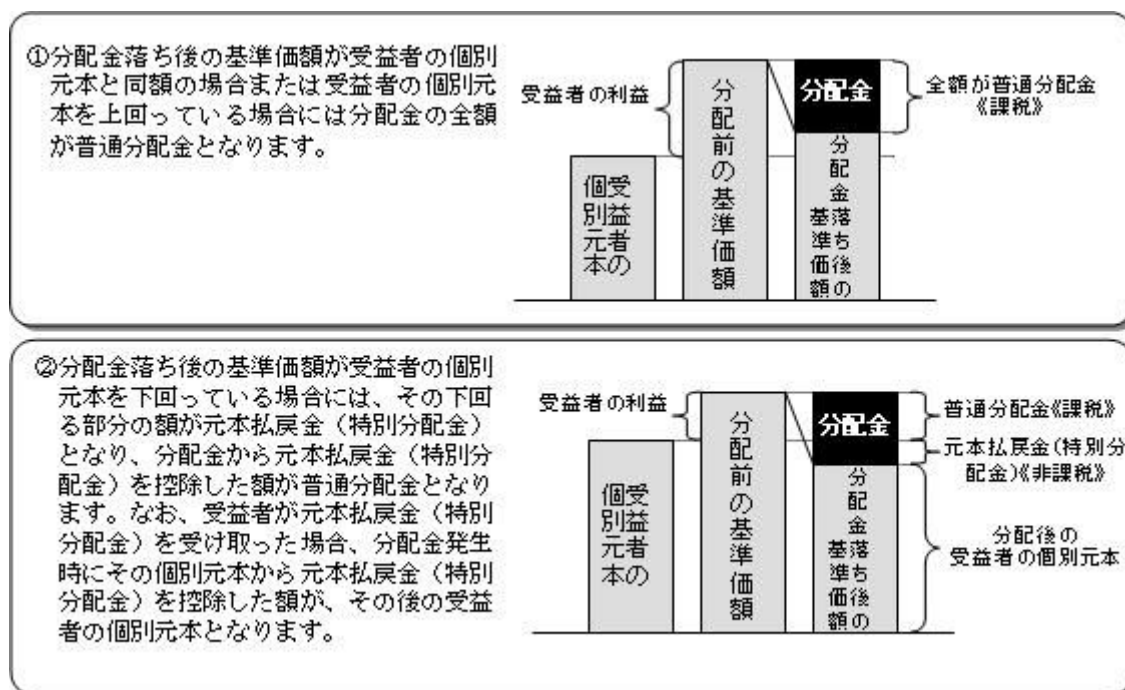 ①分配金落ち後の基準価額が受益者の個別
元本と同額の場合または受益者の個別元
本を上回っている場合には分配金の全額
が普通分配金となります。
受益者の利益
受益者の
個別元本
分配前の基準価額
分配金
分配金落ち後の
基準価額
全額が普通分配金
《課税》
②分配金落ち後の基準価額が受益者の個別
元本を下回っている場合には、その下回
る部分の額が元本払戻金（特別分配金）
となり、分配金から元本払戻金（特別分
配金）を控除した額が普通分配金となり
ます。なお、受益者が元本払戻金（特別
分配金）を受け取った場合、分配金発生
時にその個別元本から元本払戻金（特別
分配金）を控除した額が、その後の受益
者の個別元本となります。
受益者の利益
受益者の
個別元本
分配前の基準価額
分配金
分配金落ち後の
基準価額
普通分配金《課税》
元本払戻金(特別分
配金)《非課税》
分配後の
受益者の個別元本